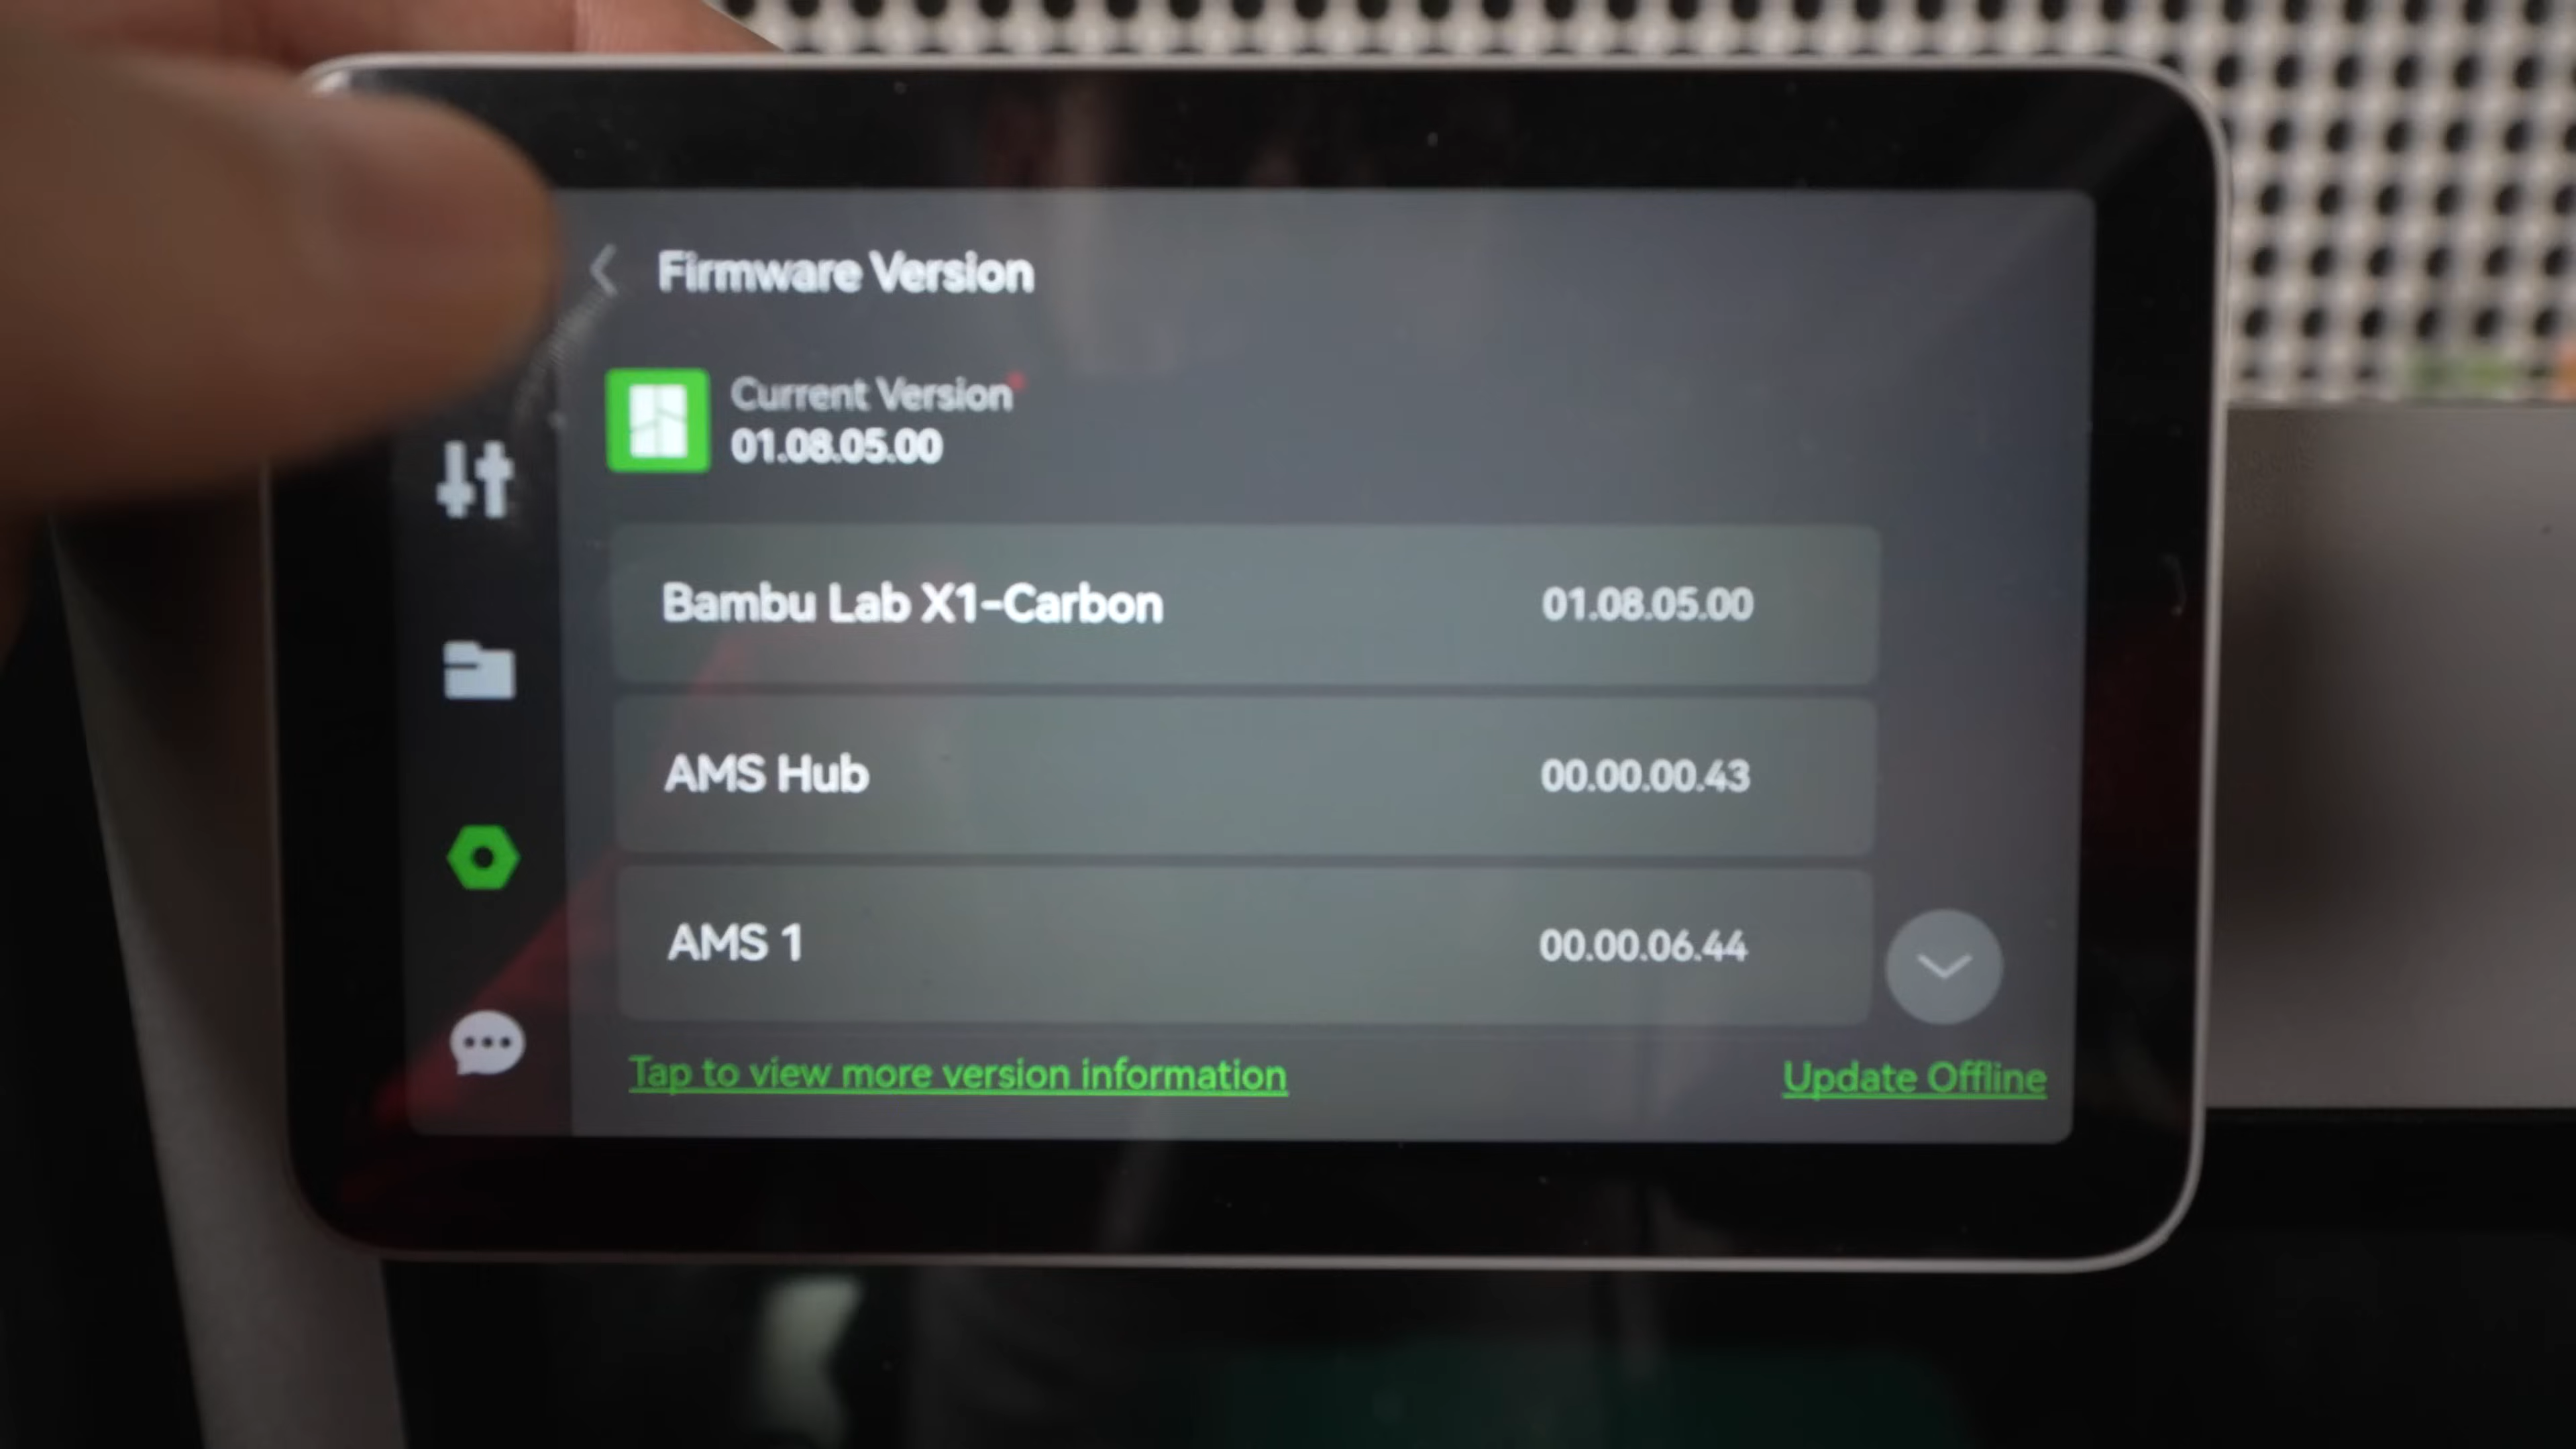 Firmware Version
Current Version
01.08.05.00
Bambu Lab X1-Carbon 01.08.05.00
AMS Hub 00.00.00.43
AMS 1 00.00.06.44
Tap to view more version information Update Offline